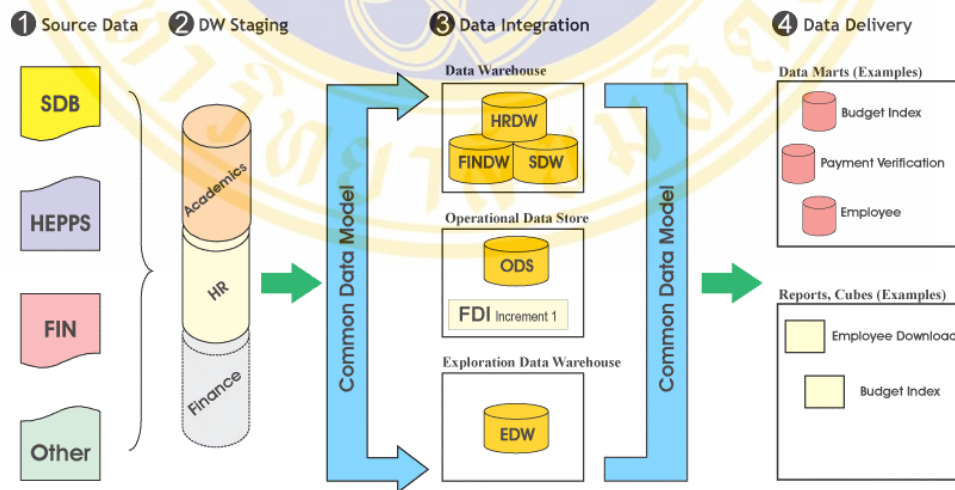 1 Source Data
2 DW Staging
3 Data Integration
4 Data Delivery
SDB
HEPPS
FIN
Other
Academics
HR
Finance
Common Data Model
Data Warehouse
HRDW
FINDW
SDW
Operational Data Store
ODS
FDI Increment 1
Exploration Data Warehouse
EDW
Common Data Model
Data Marts (Examples)
Budget Index
Payment Verification
Employee
Reports, Cubes (Examples)
Employee Download
Budget Index